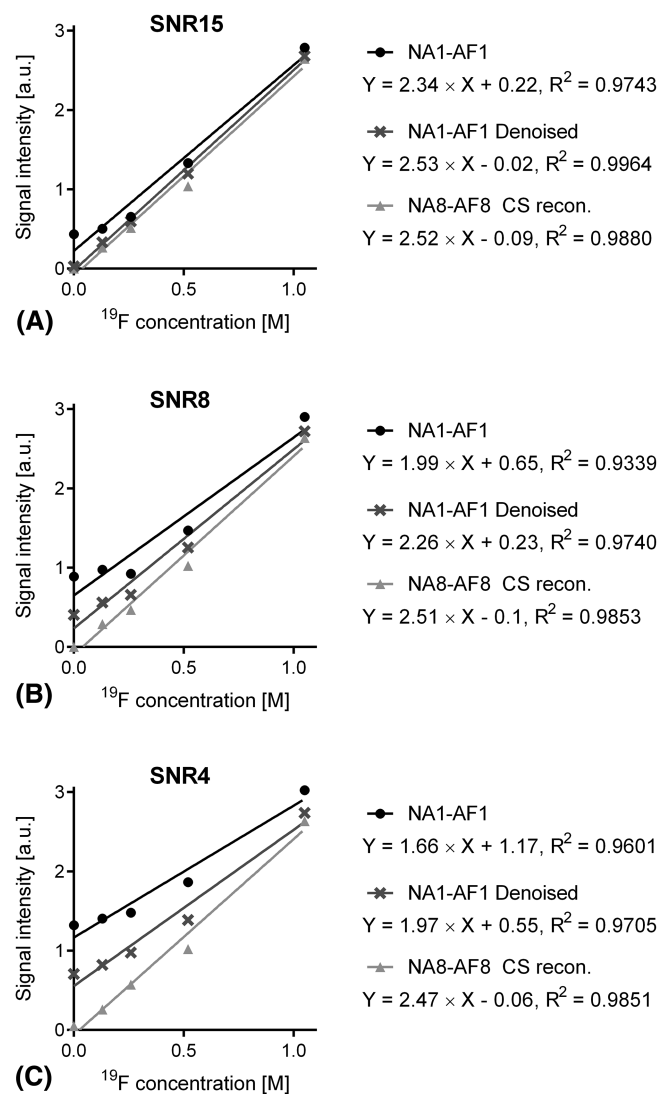 SNR15
3
2
1
0
0.0 0.5 1.0
Signal intensity [a.u.]
¹⁹F concentration [M]
(A)
NA1-AF1
Y = 2.34 × X + 0.22, R² = 0.9743
NA1-AF1 Denoised
Y = 2.53 × X - 0.02, R² = 0.9964
NA8-AF8 CS recon.
Y = 2.52 × X - 0.09, R² = 0.9880
SNR8
3
2
1
0
0.0 0.5 1.0
Signal intensity [a.u.]
¹⁹F concentration [M]
(B)
NA1-AF1
Y = 1.99 × X + 0.65, R² = 0.9339
NA1-AF1 Denoised
Y = 2.26 × X + 0.23, R² = 0.9740
NA8-AF8 CS recon.
Y = 2.51 × X - 0.1, R² = 0.9853
SNR4
3
2
1
0
0.0 0.5 1.0
Signal intensity [a.u.]
¹⁹F concentration [M]
(C)
NA1-AF1
Y = 1.66 × X + 1.17, R² = 0.9601
NA1-AF1 Denoised
Y = 1.97 × X + 0.55, R² = 0.9705
NA8-AF8 CS recon.
Y = 2.47 × X - 0.06, R² = 0.9851